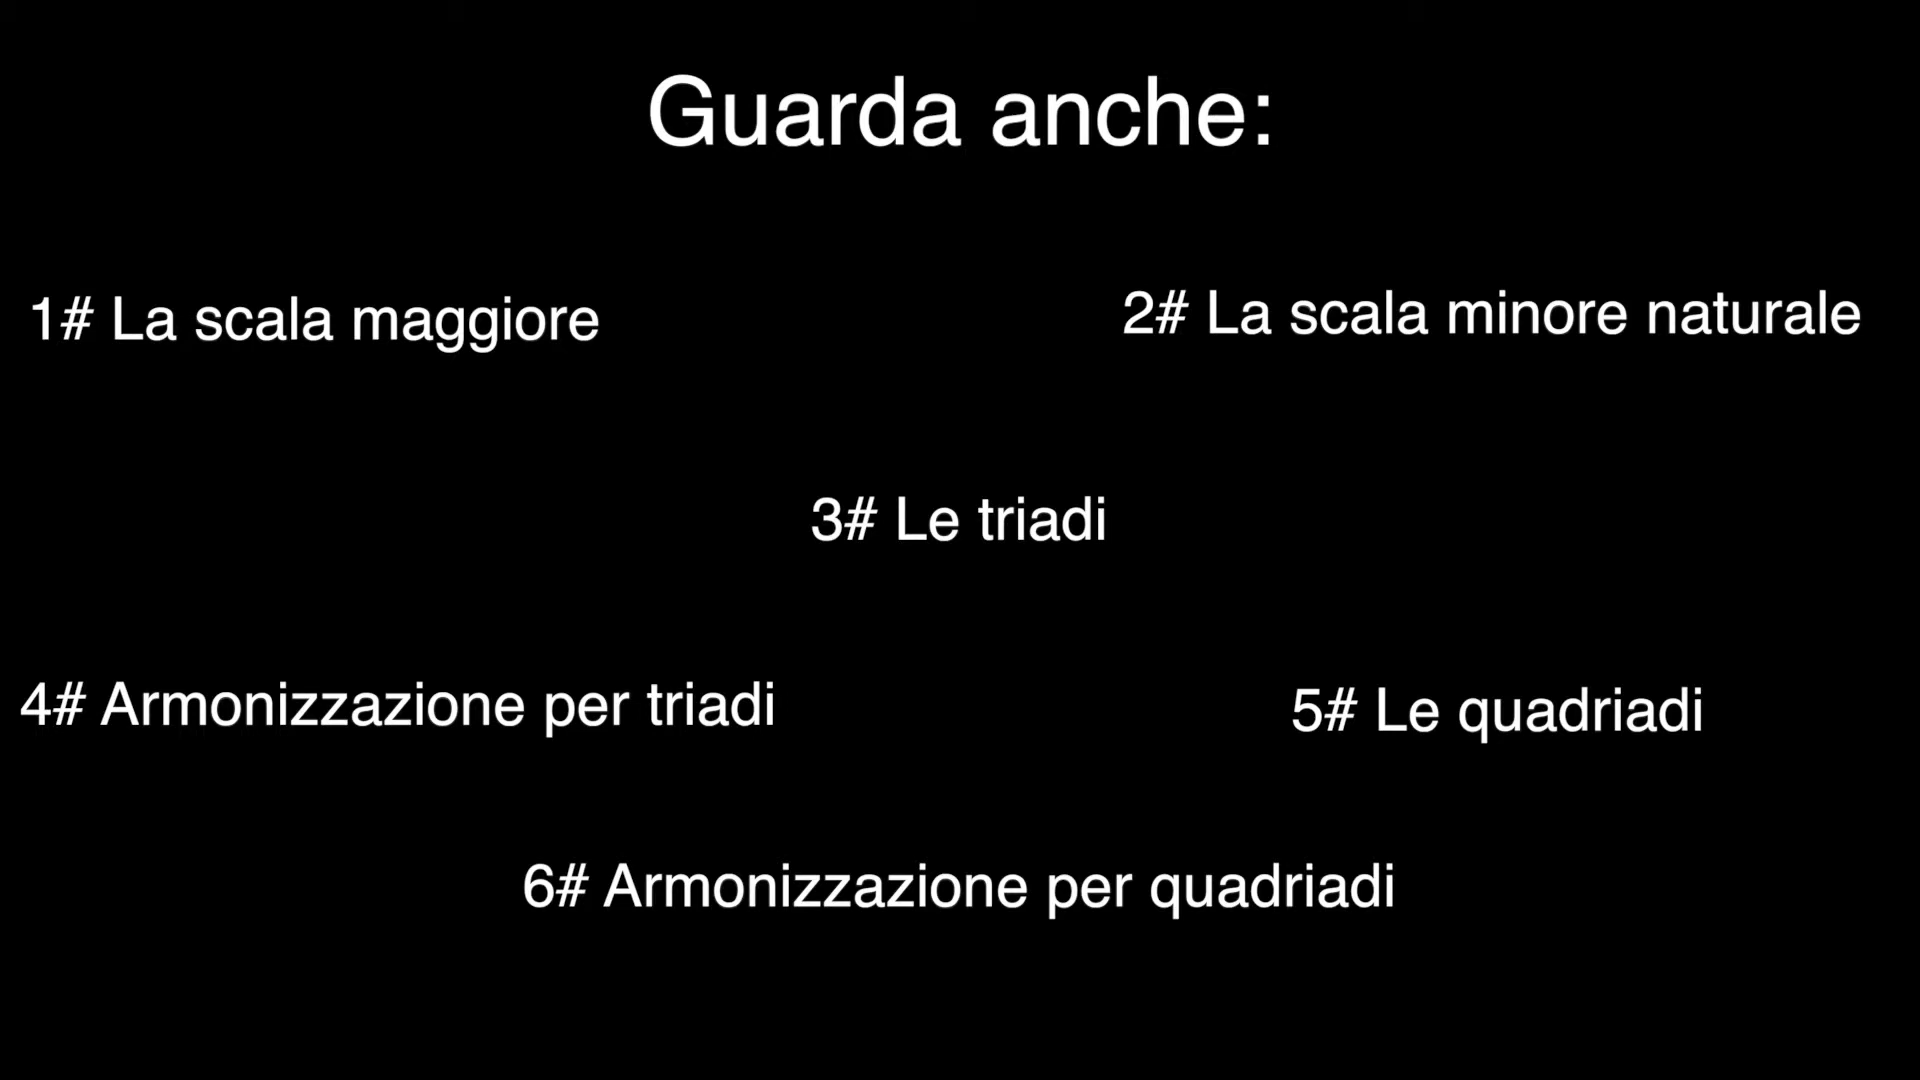 Guarda anche:
1# La scala maggiore
2# La scala minore naturale
3# Le triadi
4# Armonizzazione per triadi
5# Le quadriadi
6# Armonizzazione per quadriadi